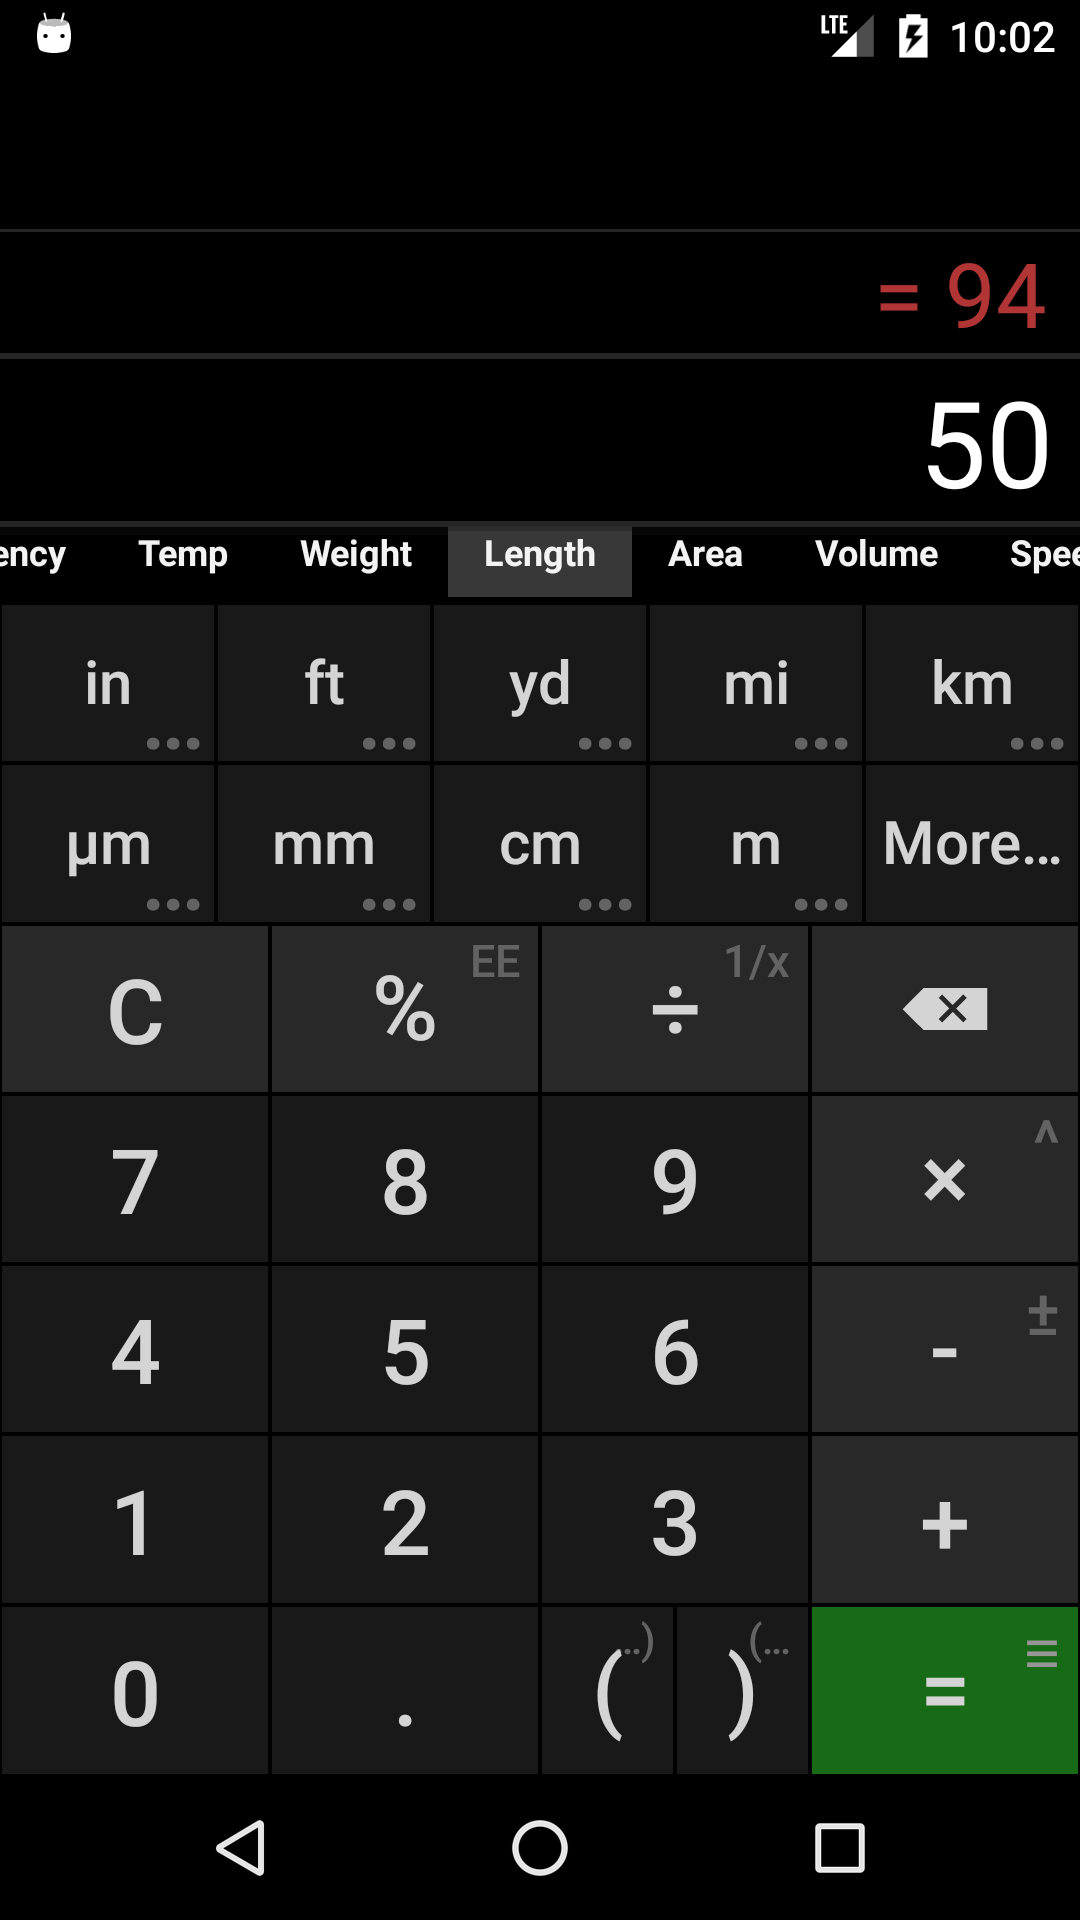 LTE 10:02
= 94
50
ency Temp Weight Length Area Volume Spee
in ft yd mi km
µm mm cm m More...
C % EE ÷ 1/x
7 8 9 × ^
4 5 6 - ±
1 2 3 +
0 . ( ..) ) (... =